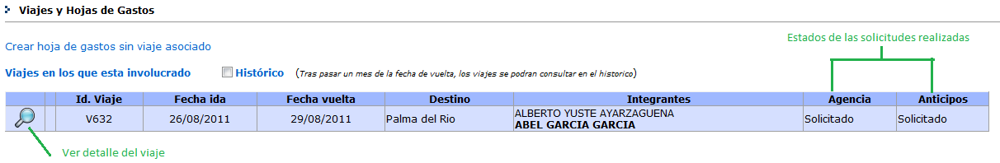 Viajes y Hojas de Gastos
Estados de las solicitudes realizadas
Crear hoja de gastos sin viaje asociado
Viajes en los que esta involucrado Histórico (Tras pasar un mes de la fecha de vuelta, los viajes se podran consultar en el historico)
Id. Viaje Fecha ida Fecha vuelta Destino Integrantes Agencia Anticipos
V632 26/08/2011 29/08/2011 Palma del Rio ALBERTO YUSTE AYARZAGUENA Solicitado Solicitado
ABEL GARCIA GARCIA
Ver detalle del viaje